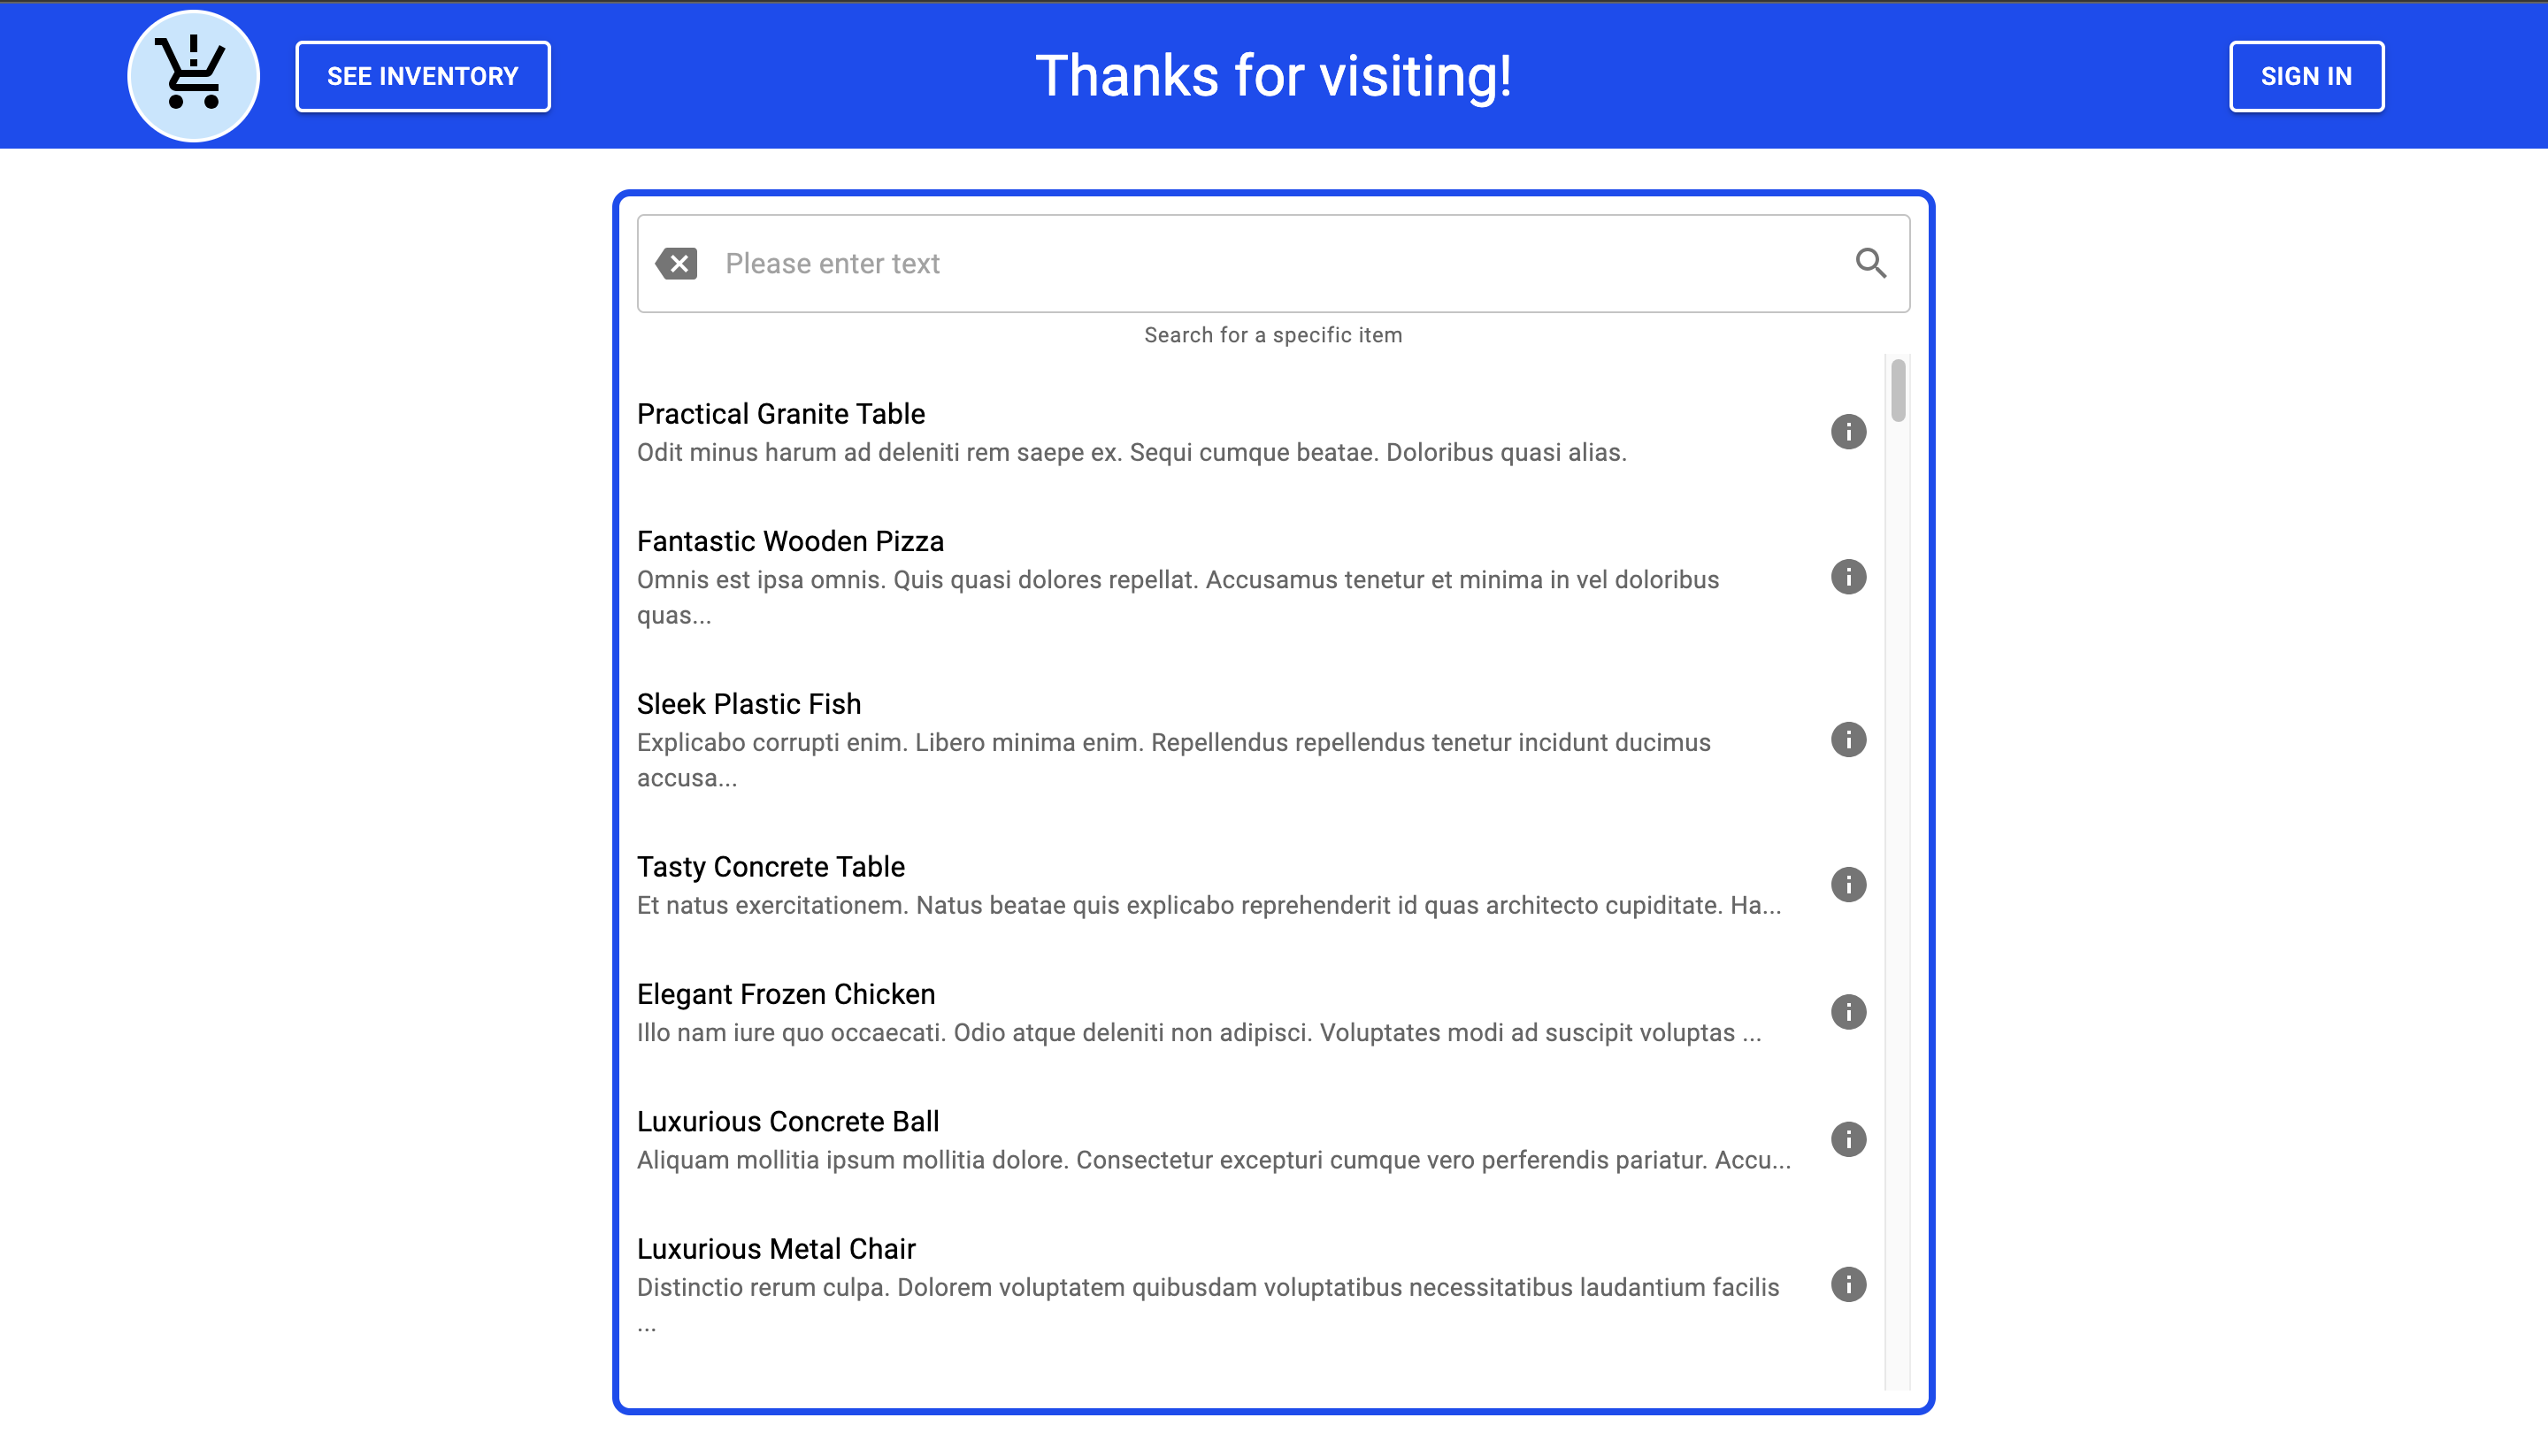 SEE INVENTORY
Thanks for visiting!
SIGN IN
Please enter text
Search for a specific item
Practical Granite Table
Odit minus harum ad deleniti rem saepe ex. Sequi cumque beatae. Doloribus quasi alias.
Fantastic Wooden Pizza
Omnis est ipsa omnis. Quis quasi dolores repellat. Accusamus tenetur et minima in vel doloribus
quas...
Sleek Plastic Fish
Explicabo corrupti enim. Libero minima enim. Repellendus repellendus tenetur incidunt ducimus
accusa...
Tasty Concrete Table
Et natus exercitationem. Natus beatae quis explicabo reprehenderit id quas architecto cupiditate. Ha...
Elegant Frozen Chicken
Illo nam iure quo occaecati. Odio atque deleniti non adipisci. Voluptates modi ad suscipit voluptas ...
Luxurious Concrete Ball
Aliquam mollitia ipsum mollitia dolore. Consectetur excepturi cumque vero perferendis pariatur. Accu...
Luxurious Metal Chair
Distinctio rerum culpa. Dolorem voluptatem quibusdam voluptatibus necessitatibus laudantium facilis
...